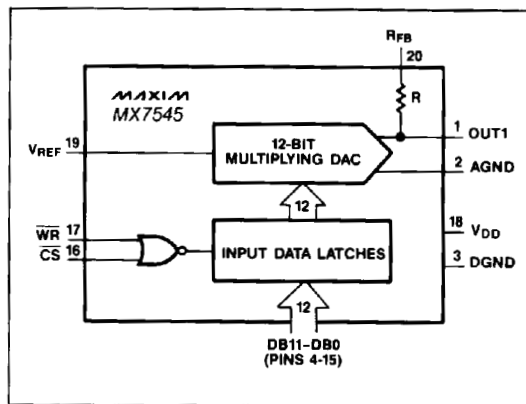 RFB
20
MAXIM
MX7545
R
12-BIT
MULTIPLYING DAC
VREF 19
1 OUT1
2 AGND
12
18 VDD
3 DGND
WR 17
CS 16
INPUT DATA LATCHES
12
DB11-DB0
(PINS 4-15)